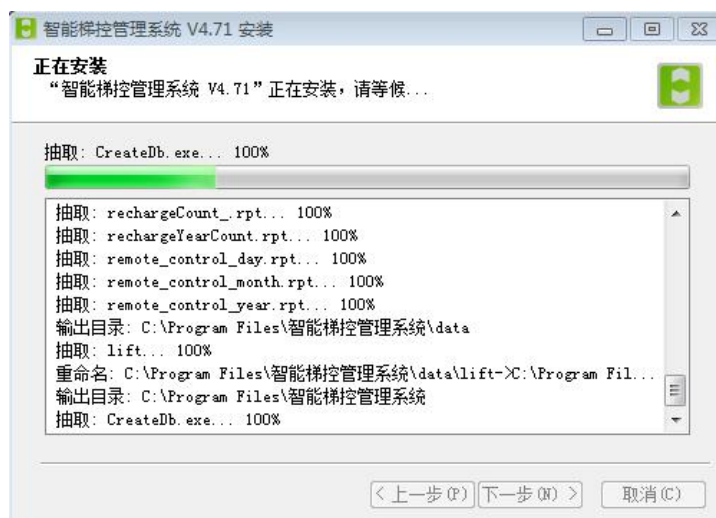 智能梯控管理系统 V4.71 安装
正在安装
“智能梯控管理系统 V4.71”正在安装，请等候...
抽取: CreateDb.exe... 100%
抽取: rechargeCount_.rpt... 100%
抽取: rechargeYearCount.rpt... 100%
抽取: remote_control_day.rpt... 100%
抽取: remote_control_month.rpt... 100%
抽取: remote_control_year.rpt... 100%
输出目录: C:\Program Files\智能梯控管理系统\data
抽取: lift... 100%
重命名: C:\Program Files\智能梯控管理系统\data\lift->C:\Program Fil...
输出目录: C:\Program Files\智能梯控管理系统
抽取: CreateDb.exe... 100%
< 上一步(P) 下一步(N) > 取消(C)